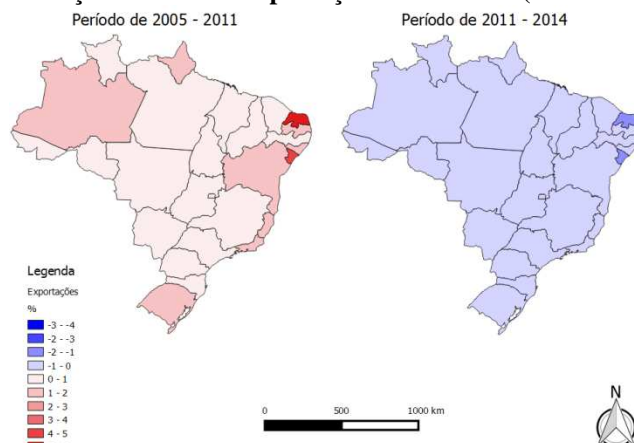 Período de 2005 - 2011
Período de 2011 - 2014
Legenda
Exportações
%
-3 - -4
-2 - -3
-2 - -1
-1 - 0
0 - 1
1 - 2
2 - 3
3 - 4
4 - 5
0 500 1000 km
N